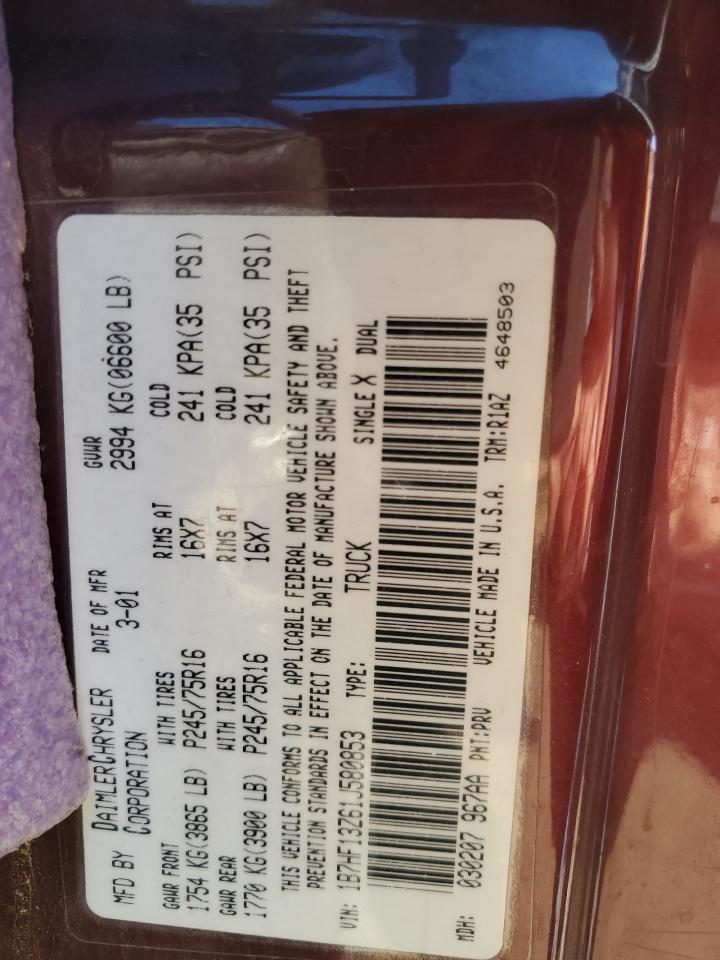 MFD BY DAIMLERCHRYSLER CORPORATION DATE OF MFR 3-01 GVWR 2994 KG(06600 LB)
GAWR FRONT WITH TIRES RIMS AT COLD
1754 KG(3865 LB) P245/75R16 16X7 241 KPA(35 PSI)
GAWR REAR WITH TIRES RIMS AT COLD
1770 KG(3900 LB) P245/75R16 16X7 241 KPA(35 PSI)
THIS VEHICLE CONFORMS TO ALL APPLICABLE FEDERAL MOTOR VEHICLE SAFETY AND THEFT
PREVENTION STANDARDS IN EFFECT ON THE DATE OF MANUFACTURE SHOWN ABOVE.
VIN: 1B7HF13Z61J580853 TYPE: TRUCK SINGLE X DUAL
MDH: 030207 967AA PNT:PRV VEHICLE MADE IN U.S.A. TRM:R1AZ 4648503